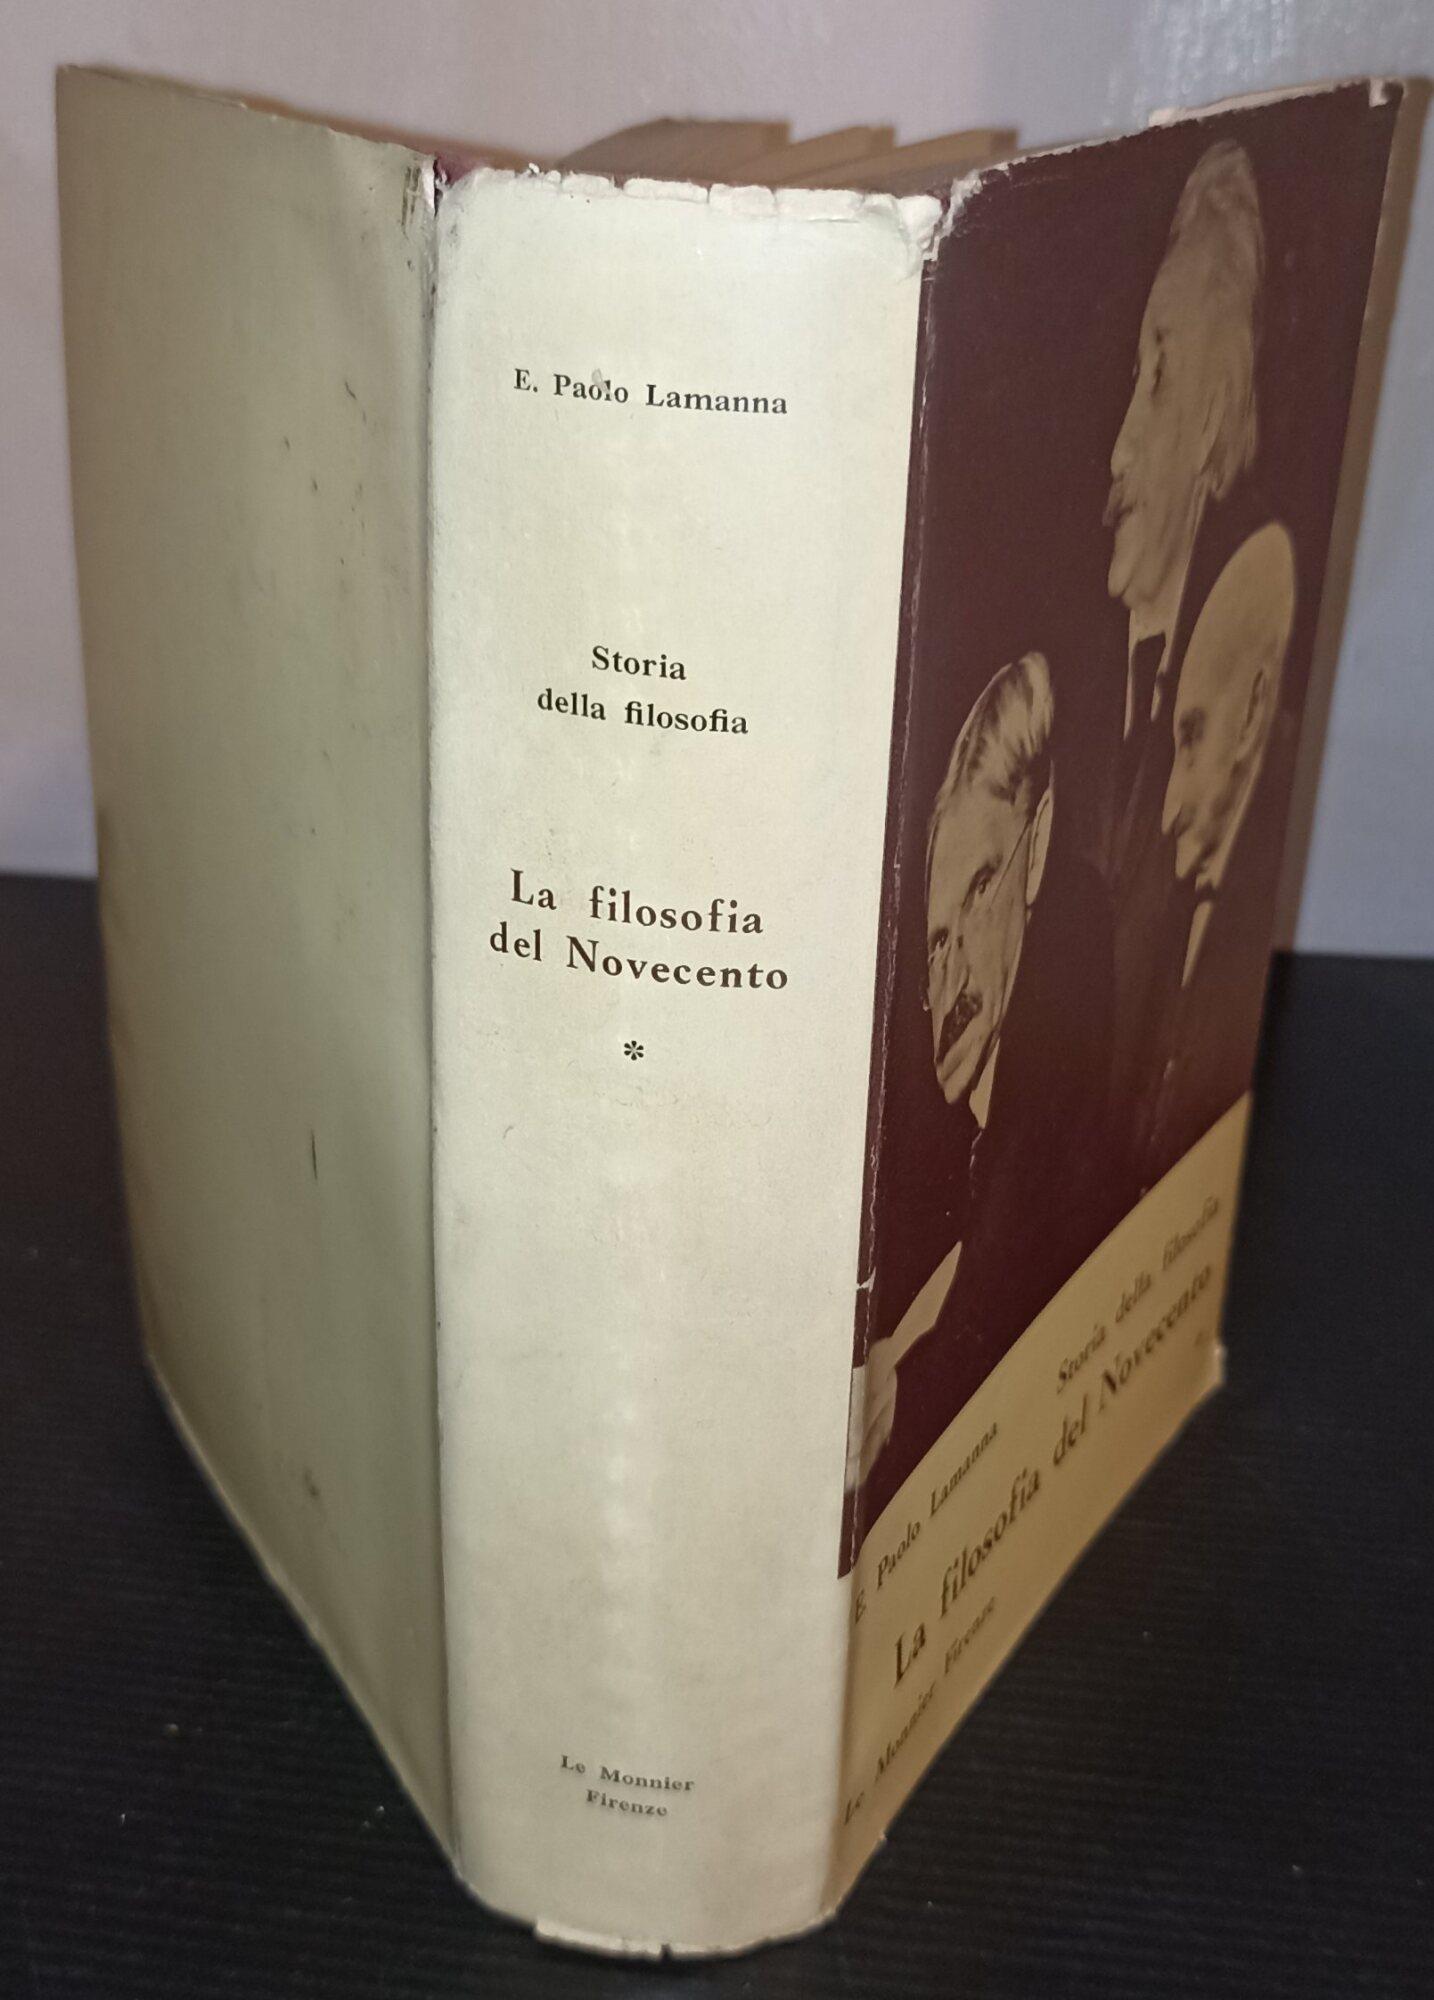 E. Paolo Lamanna
Storia
della filosofia
La filosofia
del Novecento
*
Le Monnier
Firenze
E. Paolo Lamanna
Storia della filosofia
La filosofia del Novecento
*
Le Monnier Firenze